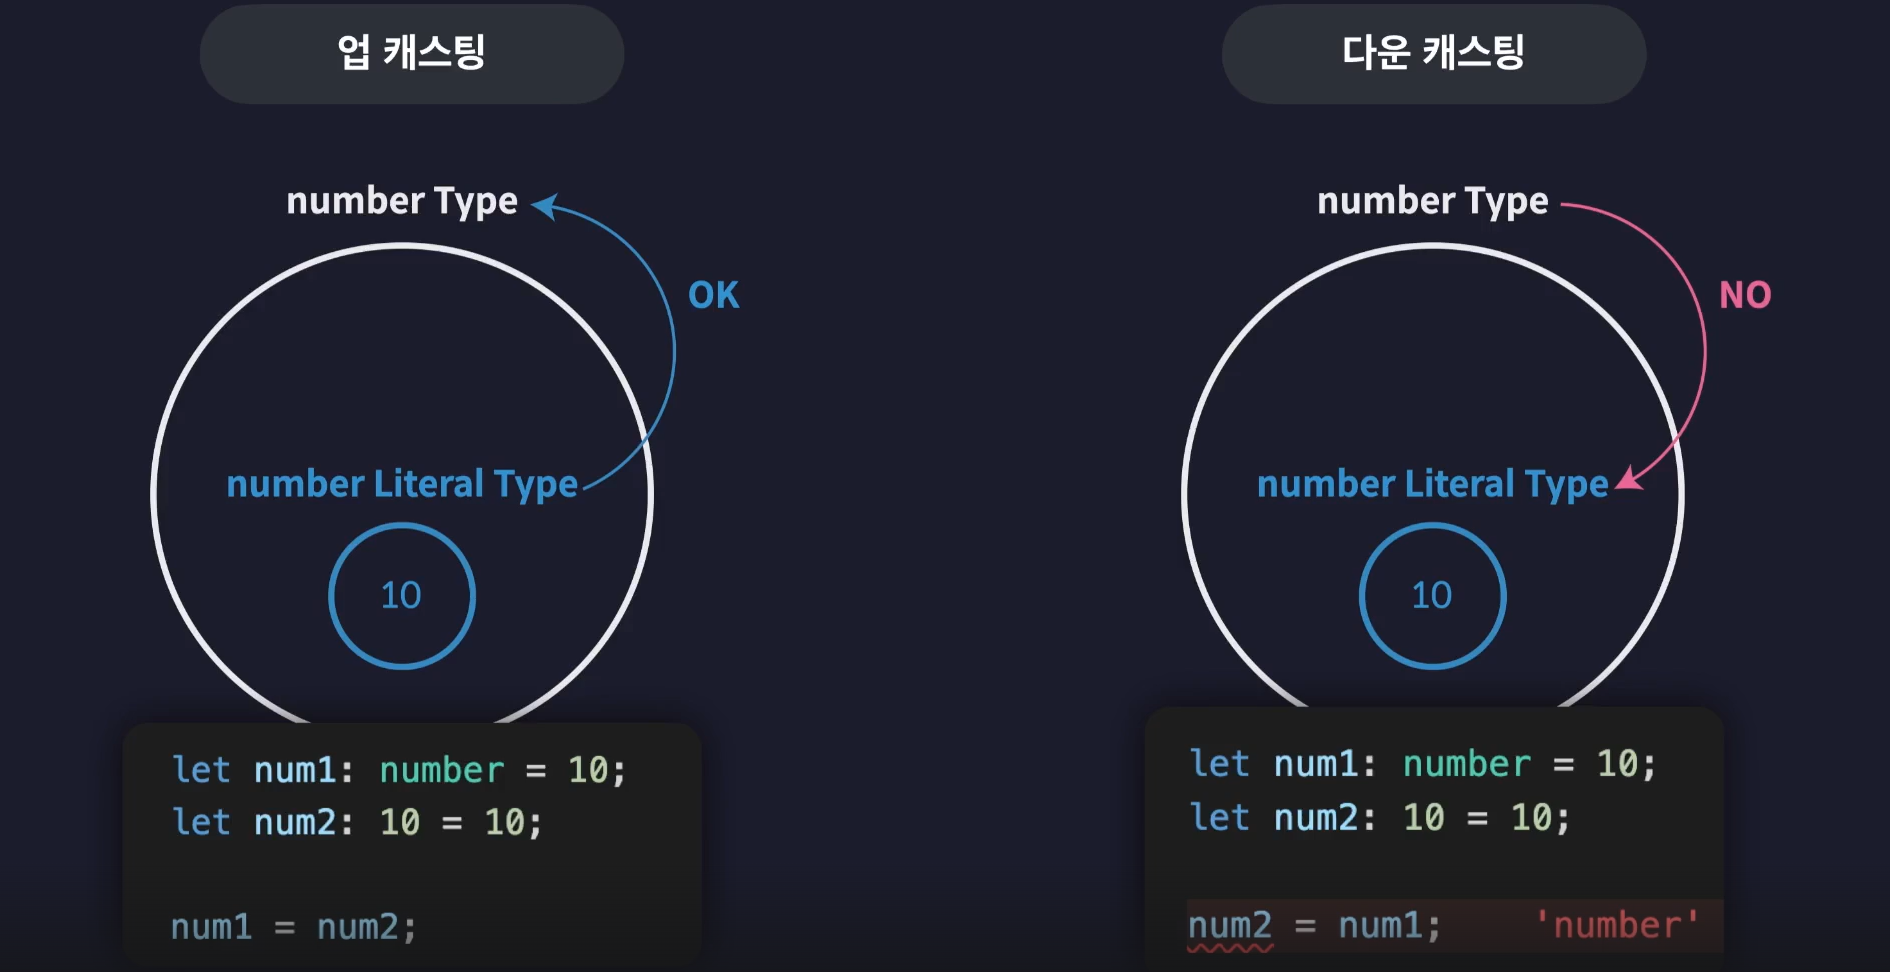 업 캐스팅
number Type
OK
number Literal Type
10
let num1: number = 10;
let num2: 10 = 10;
num1 = num2;
다운 캐스팅
number Type
NO
number Literal Type
10
let num1: number = 10;
let num2: 10 = 10;
num2 = num1; 'number'